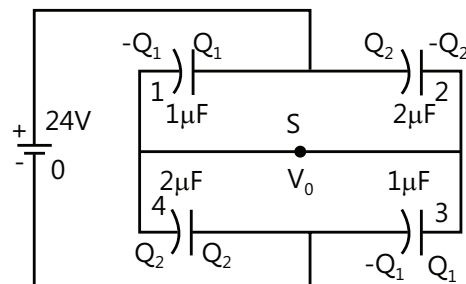 -Q₁ Q₁ Q₂ -Q₂
1 2
1μF 2μF
+ 24V
- 0
S
V₀
2μF 1μF
4 3
Q₂ Q₂ -Q₁ Q₁